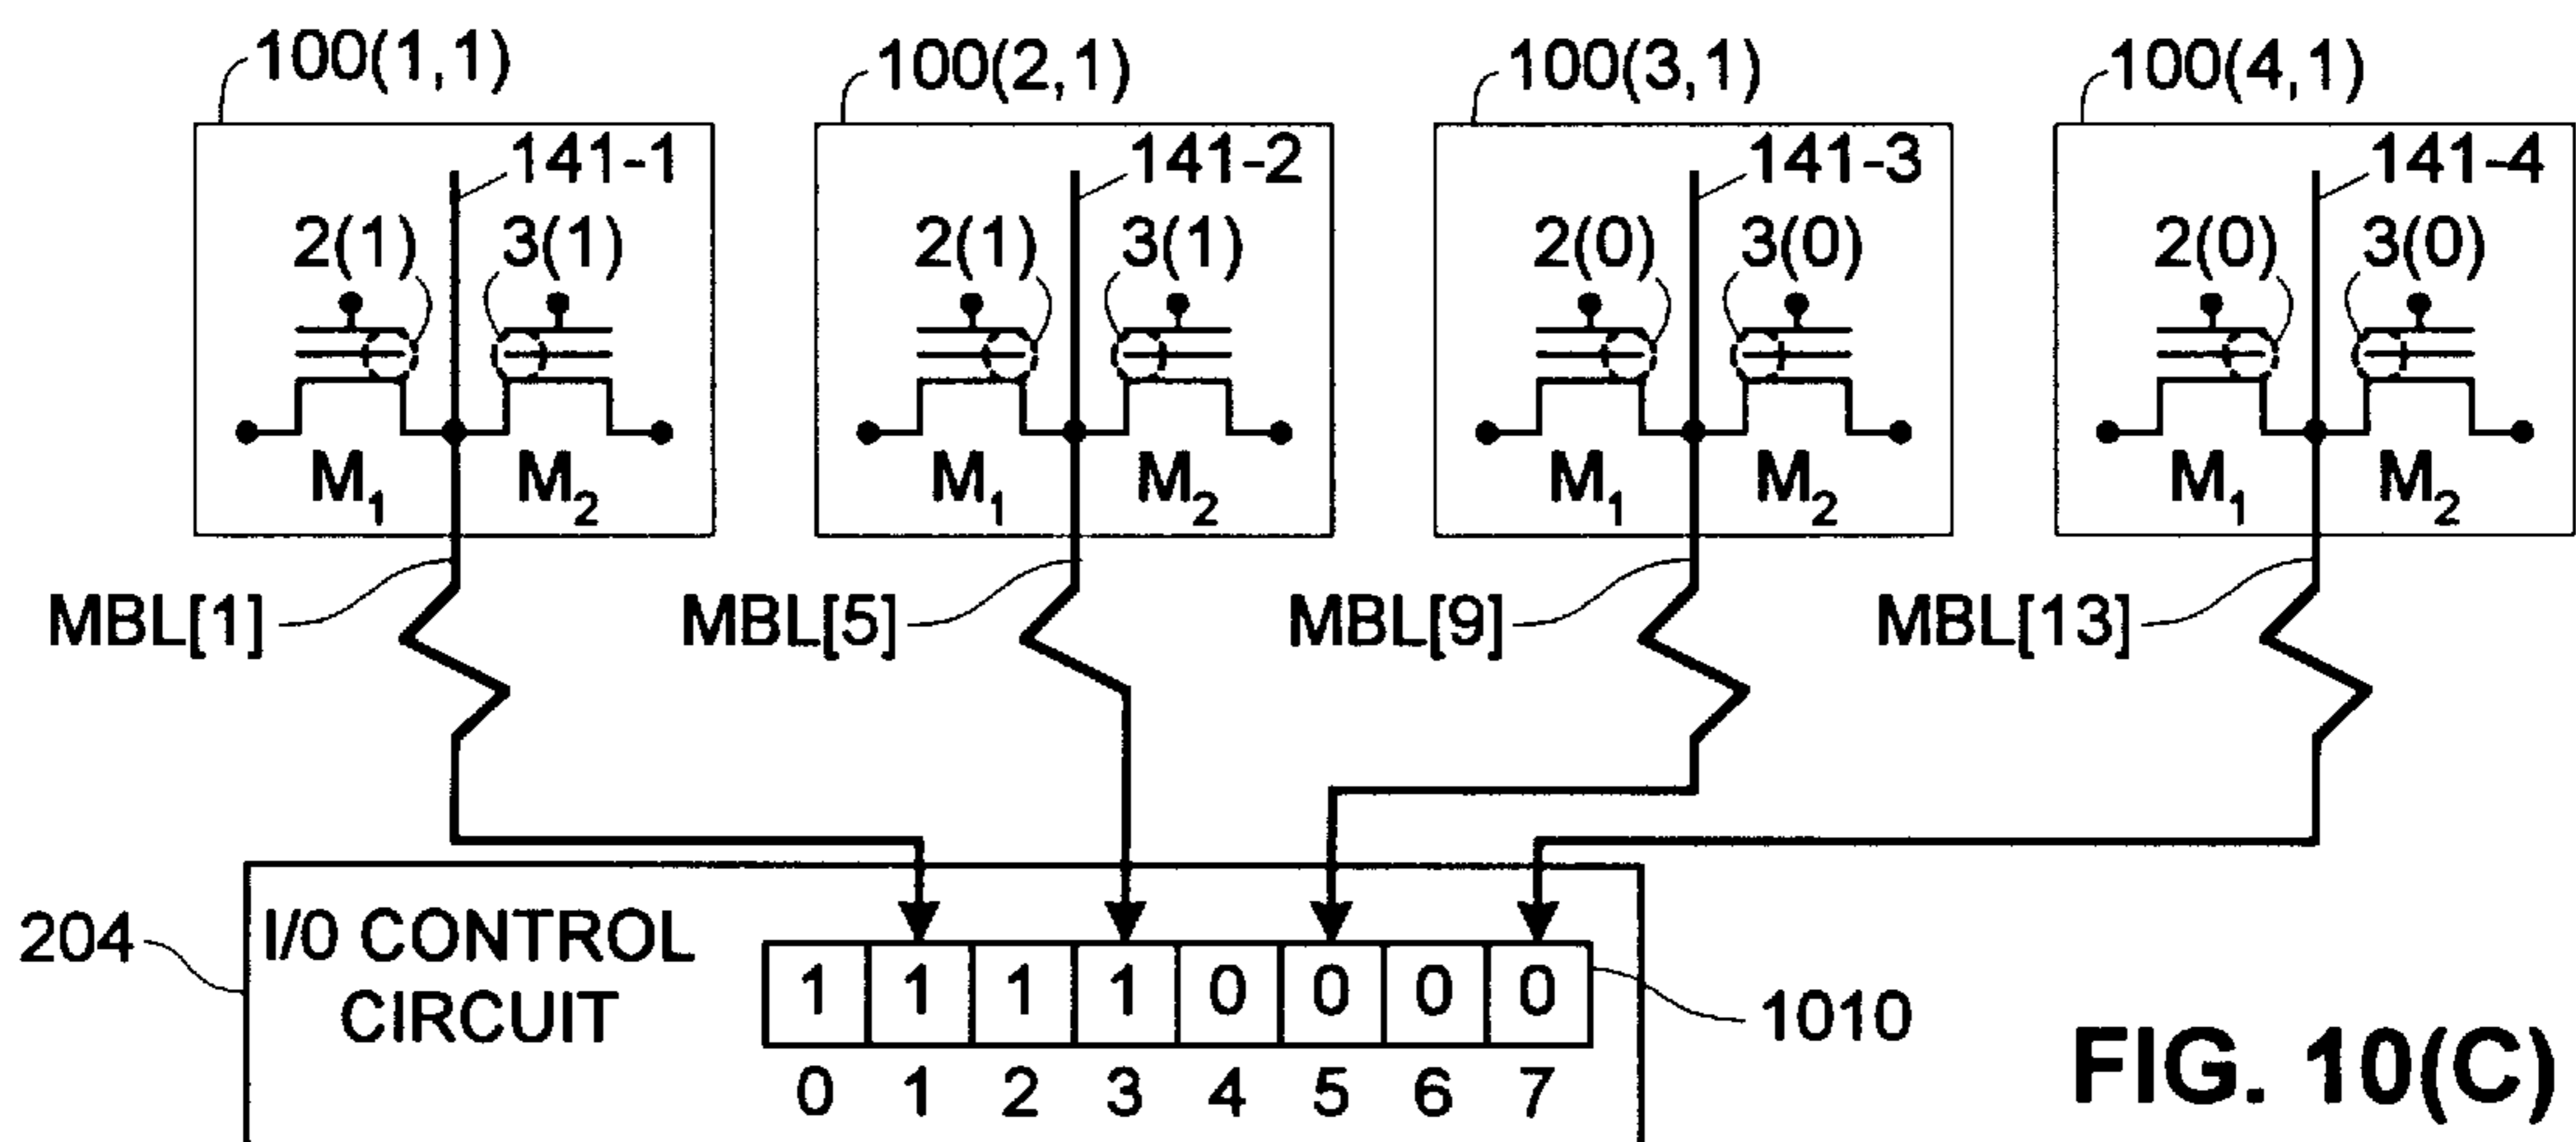 100(1,1) 100(2,1) 100(3,1) 100(4,1)
141-1 141-2 141-3 141-4
2(1) 3(1) 2(1) 3(1) 2(0) 3(0) 2(0) 3(0)
M1 M2 M1 M2 M1 M2 M1 M2
MBL[1] MBL[5] MBL[9] MBL[13]
204
I/0 CONTROL
CIRCUIT
1 1 1 1 0 0 0 0
1010
0 1 2 3 4 5 6 7
FIG. 10(C)